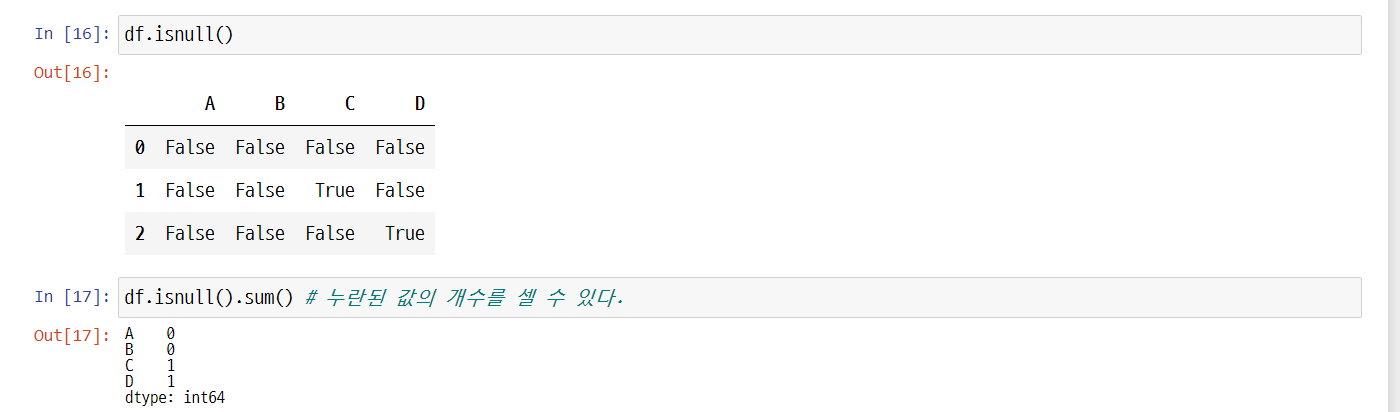 In [16]: df.isnull()
Out[16]:
A B C D
0 False False False False
1 False False True False
2 False False False True
In [17]: df.isnull().sum() # 누란된 값의 개수를 셀 수 있다.
Out[17]: A 0
B 0
C 1
D 1
dtype: int64